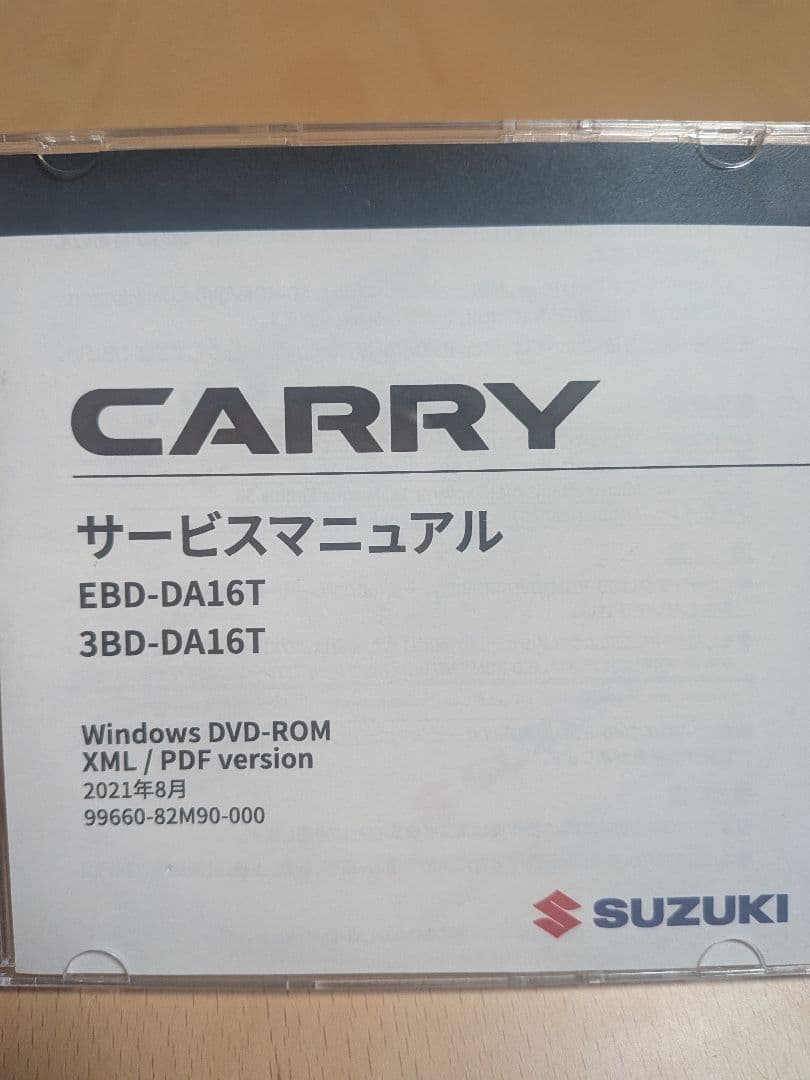 CARRY
サービスマニュアル
EBD-DA16T
3BD-DA16T
Windows DVD-ROM
XML / PDF version
2021年8月
99660-82M90-000
SUZUKI